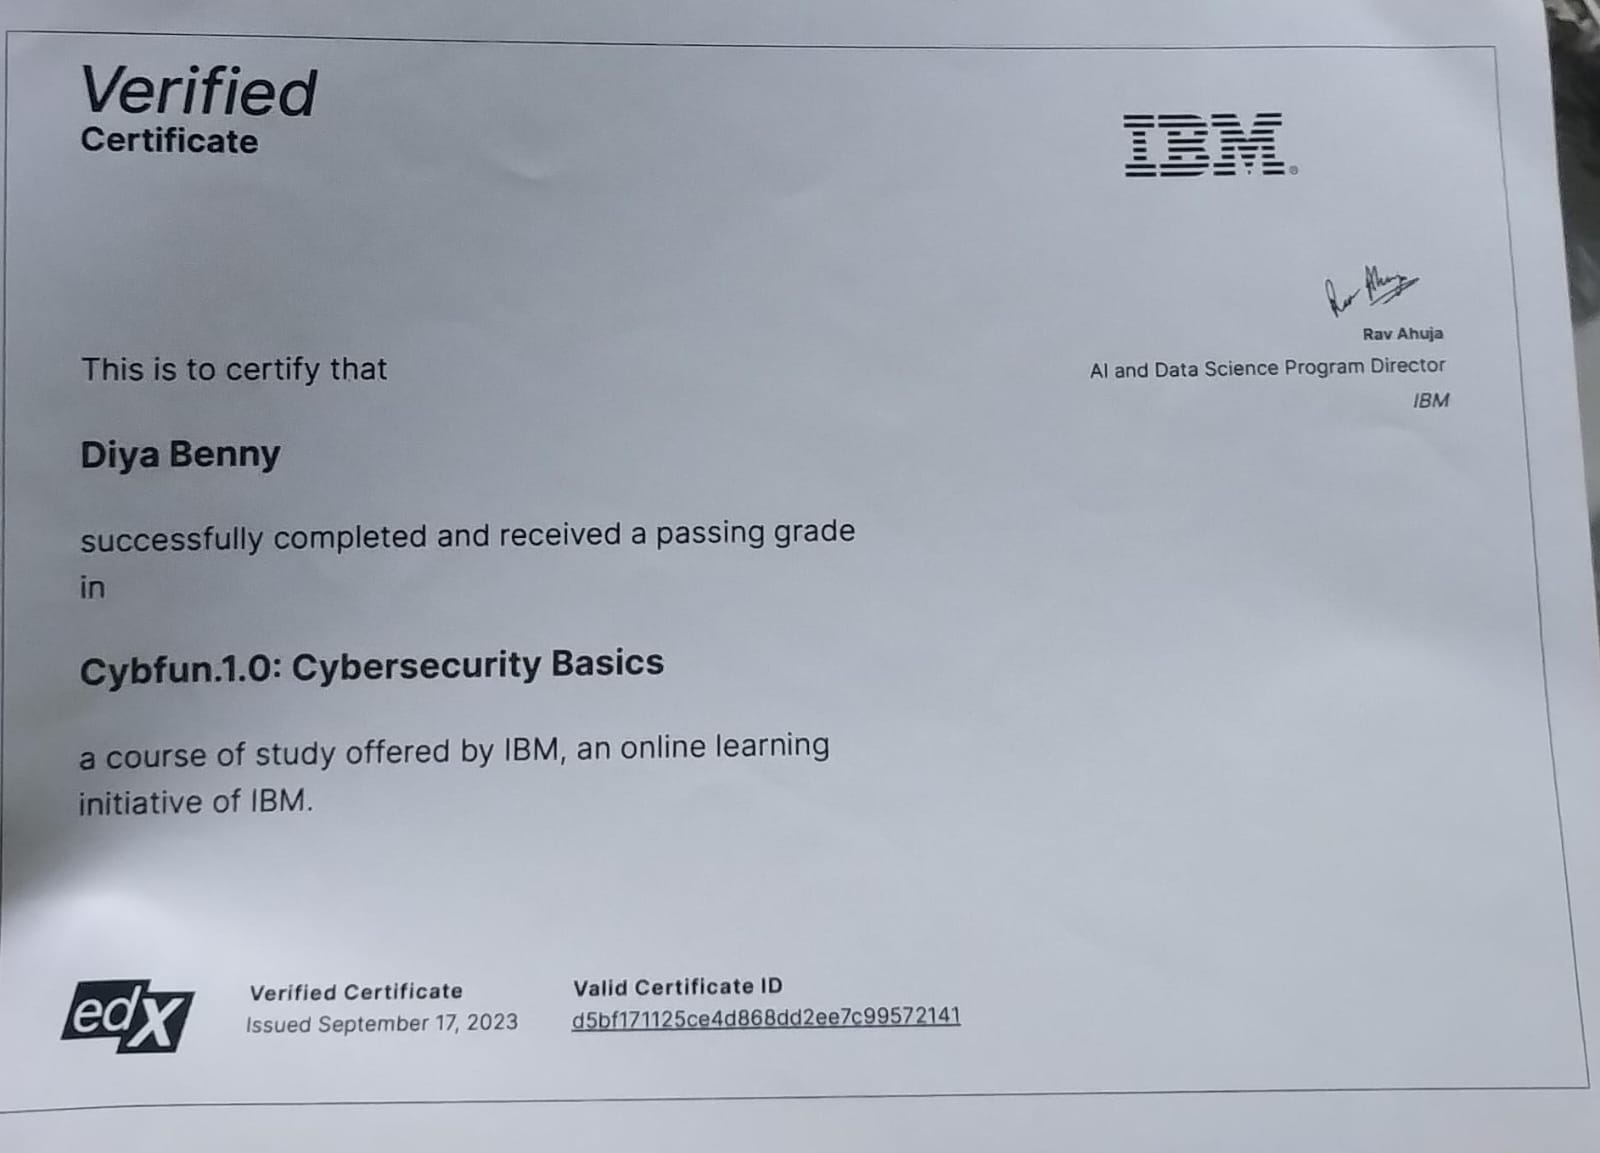 Verified
Certificate
IBM®
Rav Ahuja
AI and Data Science Program Director
IBM
This is to certify that
Diya Benny
successfully completed and received a passing grade
in
Cybfun.1.0: Cybersecurity Basics
a course of study offered by IBM, an online learning
initiative of IBM.
edX
Verified Certificate
Issued September 17, 2023
Valid Certificate ID
d5bf171125ce4d868dd2ee7c99572141